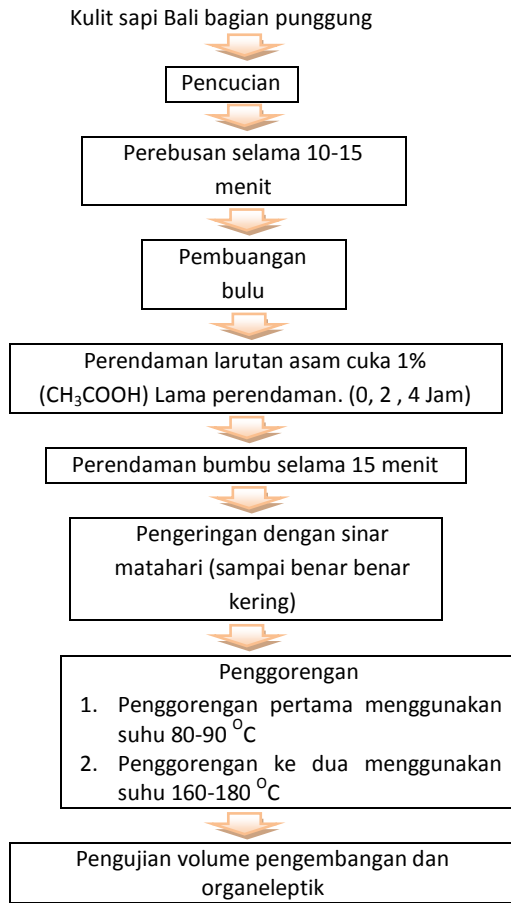 Kulit sapi Bali bagian punggung
Pencucian
Perebusan selama 10-15
menit
Pembuangan
bulu
Perendaman larutan asam cuka 1%
(CH₃COOH) Lama perendaman. (0, 2 , 4 Jam)
Perendaman bumbu selama 15 menit
Pengeringan dengan sinar
matahari (sampai benar benar
kering)
Penggorengan
1. Penggorengan pertama menggunakan
suhu 80-90 ᴼC
2. Penggorengan ke dua menggunakan
suhu 160-180 ᴼC
Pengujian volume pengembangan dan
organeleptik